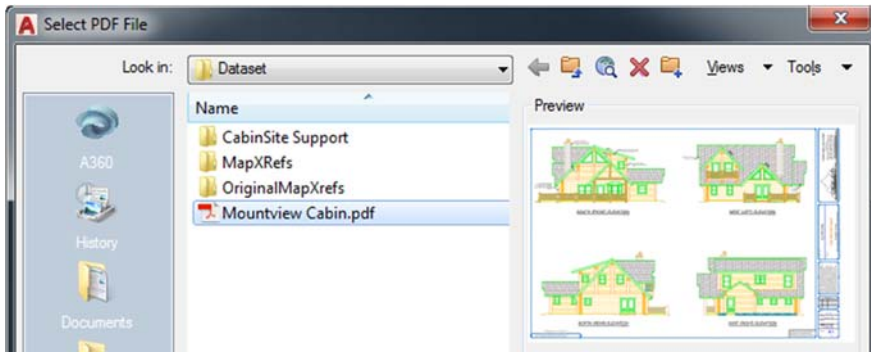 Select PDF File
Look in: Dataset Views Tools
Name
CabinSite Support
MapXRefs
OriginalMapXrefs
Mountview Cabin.pdf
A360
History
Documents
Preview